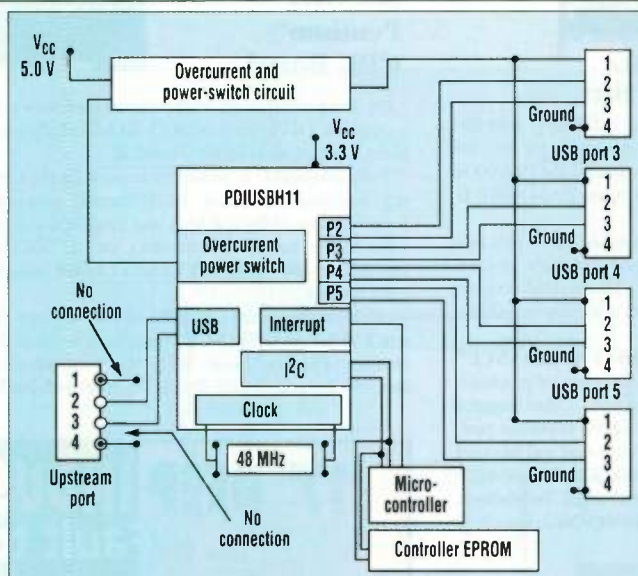 VCC
5.0 V
Overcurrent and
power-switch circuit
VCC
3.3 V
PDIUSBH11
Overcurrent
power switch
P2
P3
P4
P5
USB
Interrupt
I²C
Clock
48 MHz
No
connection
1
2
3
4
Upstream
port
No
connection
Micro-
controller
Controller EPROM
1
2
3
4
Ground
USB port 3
1
2
3
4
Ground
USB port 4
1
2
3
4
Ground
USB port 5
1
2
3
4
Ground